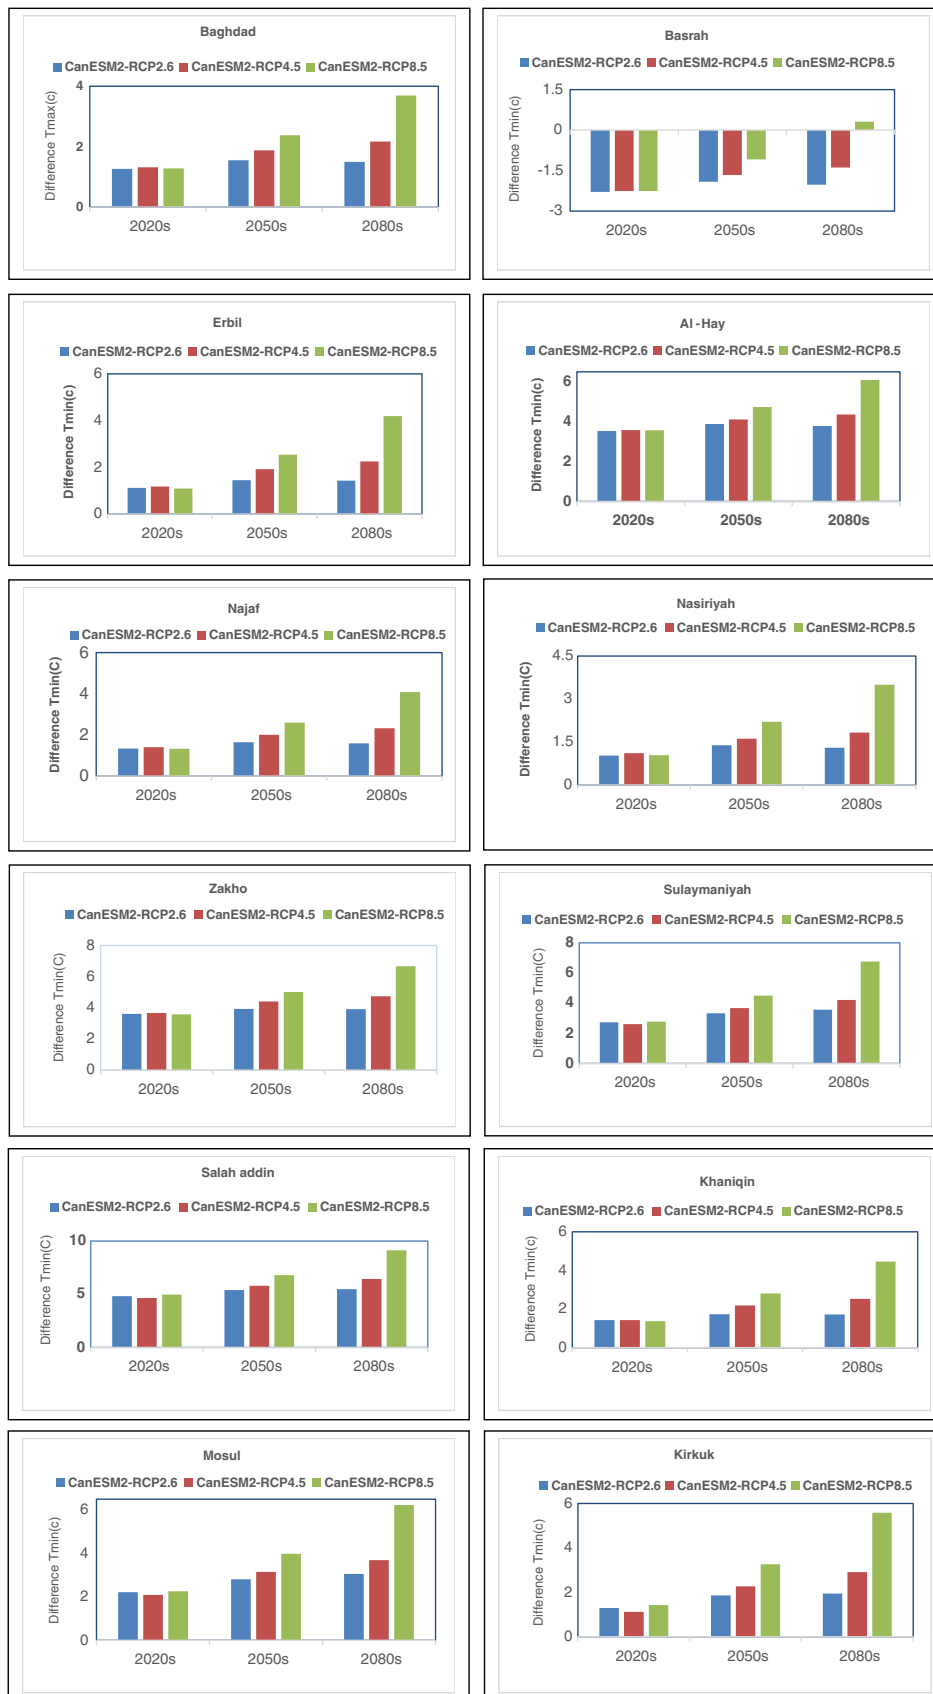 Baghdad
CanESM2-RCP2.6 CanESM2-RCP4.5 CanESM2-RCP8.5
Difference Tmax(c)
4
2
0
2020s 2050s 2080s
Basrah
CanESM2-RCP2.6 CanESM2-RCP4.5 CanESM2-RCP8.5
Difference Tmin(c)
1.5
0
-1.5
-3
2020s 2050s 2080s
Erbil
CanESM2-RCP2.6 CanESM2-RCP4.5 CanESM2-RCP8.5
Difference Tmin(c)
6
4
2
0
2020s 2050s 2080s
Al-Hay
CanESM2-RCP2.6 CanESM2-RCP4.5 CanESM2-RCP8.5
Difference Tmin(c)
6
4
2
0
2020s 2050s 2080s
Najaf
CanESM2-RCP2.6 CanESM2-RCP4.5 CanESM2-RCP8.5
Difference Tmin(C)
6
4
2
0
2020s 2050s 2080s
Nasiriyah
CanESM2-RCP2.6 CanESM2-RCP4.5 CanESM2-RCP8.5
Difference Tmin(C)
4.5
3
1.5
0
2020s 2050s 2080s
Zakho
CanESM2-RCP2.6 CanESM2-RCP4.5 CanESM2-RCP8.5
Difference Tmin(C)
8
6
4
2
0
2020s 2050s 2080s
Sulaymaniyah
CanESM2-RCP2.6 CanESM2-RCP4.5 CanESM2-RCP8.5
Difference Tmin(C)
8
6
4
2
0
2020s 2050s 2080s
Salah addin
CanESM2-RCP2.6 CanESM2-RCP4.5 CanESM2-RCP8.5
Difference Tmin(C)
10
5
0
2020s 2050s 2080s
Khaniqin
CanESM2-RCP2.6 CanESM2-RCP4.5 CanESM2-RCP8.5
Difference Tmin(c)
6
4
2
0
2020s 2050s 2080s
Mosul
CanESM2-RCP2.6 CanESM2-RCP4.5 CanESM2-RCP8.5
Difference Tmin(c)
6
4
2
0
2020s 2050s 2080s
Kirkuk
CanESM2-RCP2.6 CanESM2-RCP4.5 CanESM2-RCP8.5
Difference Tmin(c)
6
4
2
0
2020s 2050s 2080s